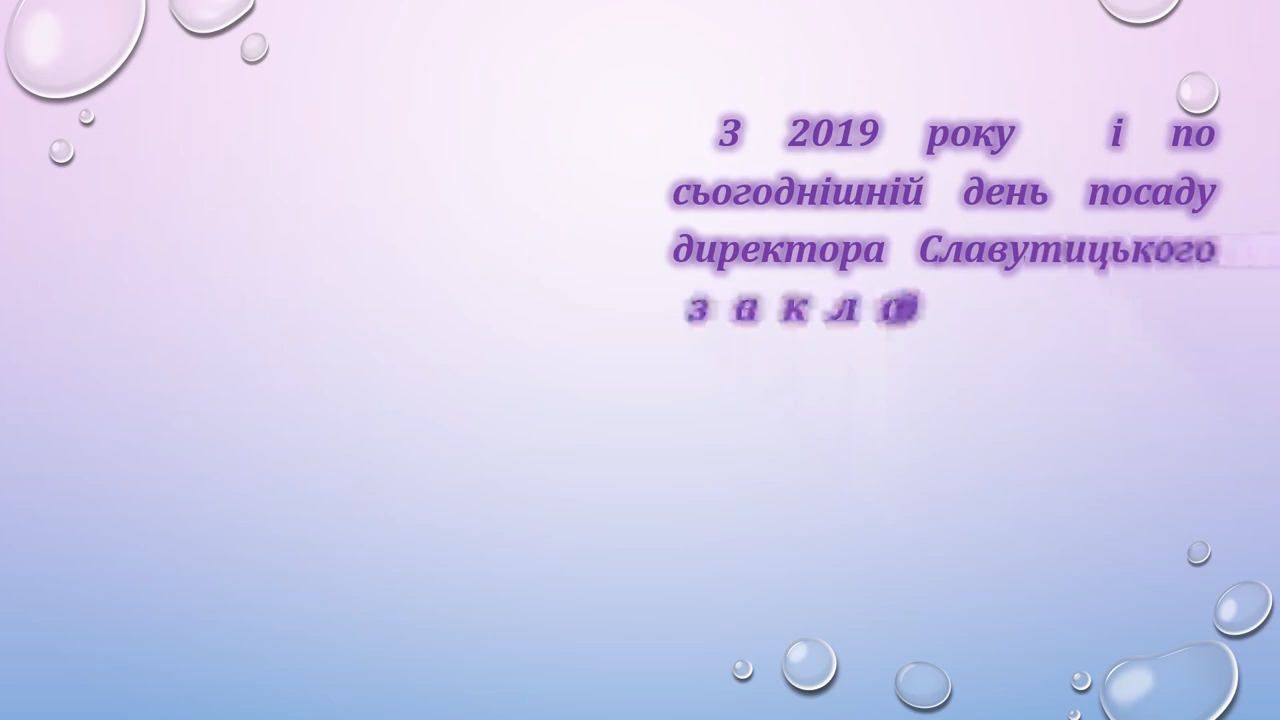 З 2019 року і по
сьогоднішній день посаду
директора Славутицького